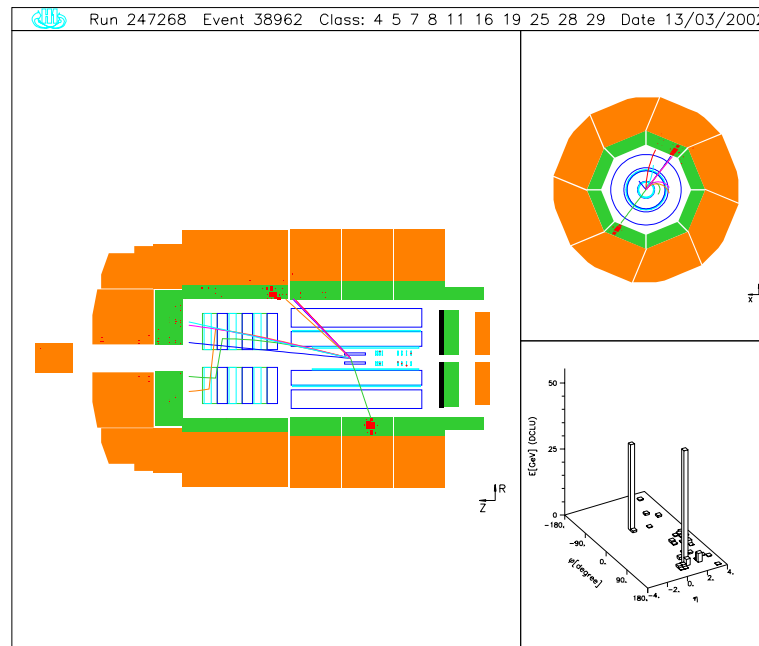 Run 247268 Event 38962 Class: 4 5 7 8 11 16 19 25 28 29 Date 13/03/2002
R
Z
x
E[GeV] (DCLU)
50
25
0
-180.
-90.
0.
90.
180.
φ[degree]
-4.
-2.
0.
2.
4.
η